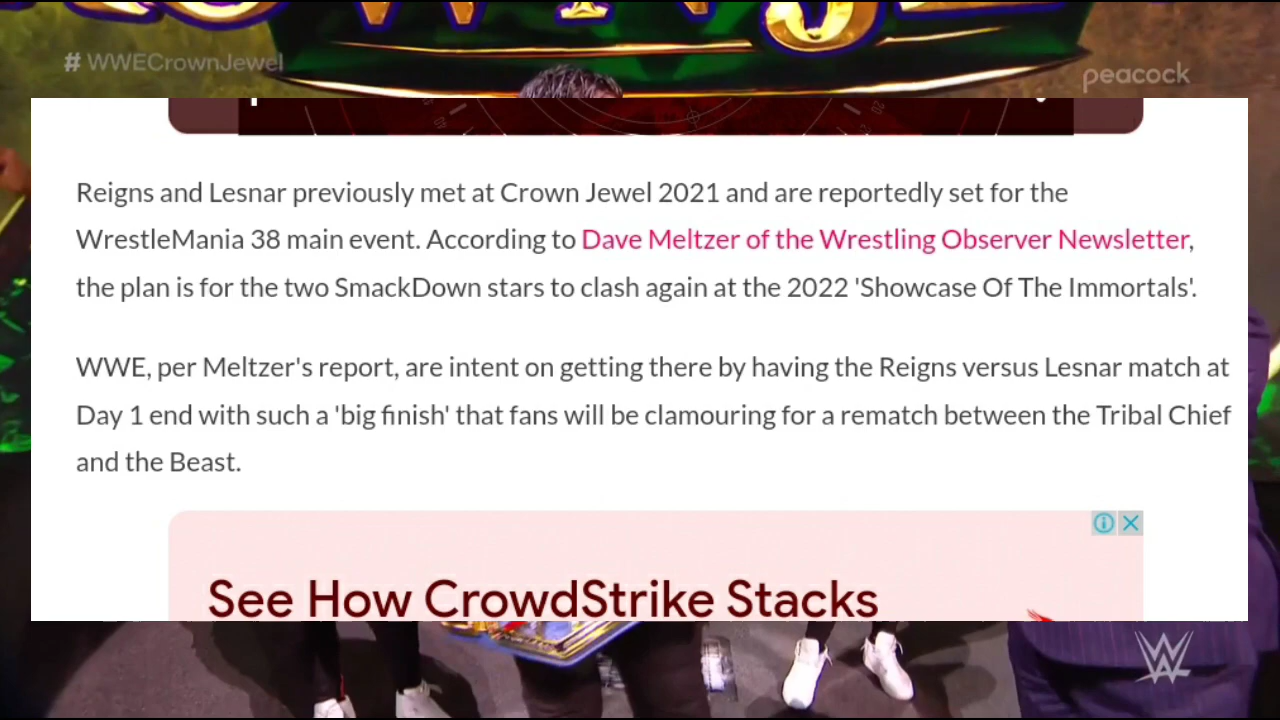 # WWECrownJewel
peacock
Reigns and Lesnar previously met at Crown Jewel 2021 and are reportedly set for the
WrestleMania 38 main event. According to Dave Meltzer of the Wrestling Observer Newsletter,
the plan is for the two SmackDown stars to clash again at the 2022 'Showcase Of The Immortals'.
WWE, per Meltzer's report, are intent on getting there by having the Reigns versus Lesnar match at
Day 1 end with such a 'big finish' that fans will be clamouring for a rematch between the Tribal Chief
and the Beast.
See How CrowdStrike Stacks